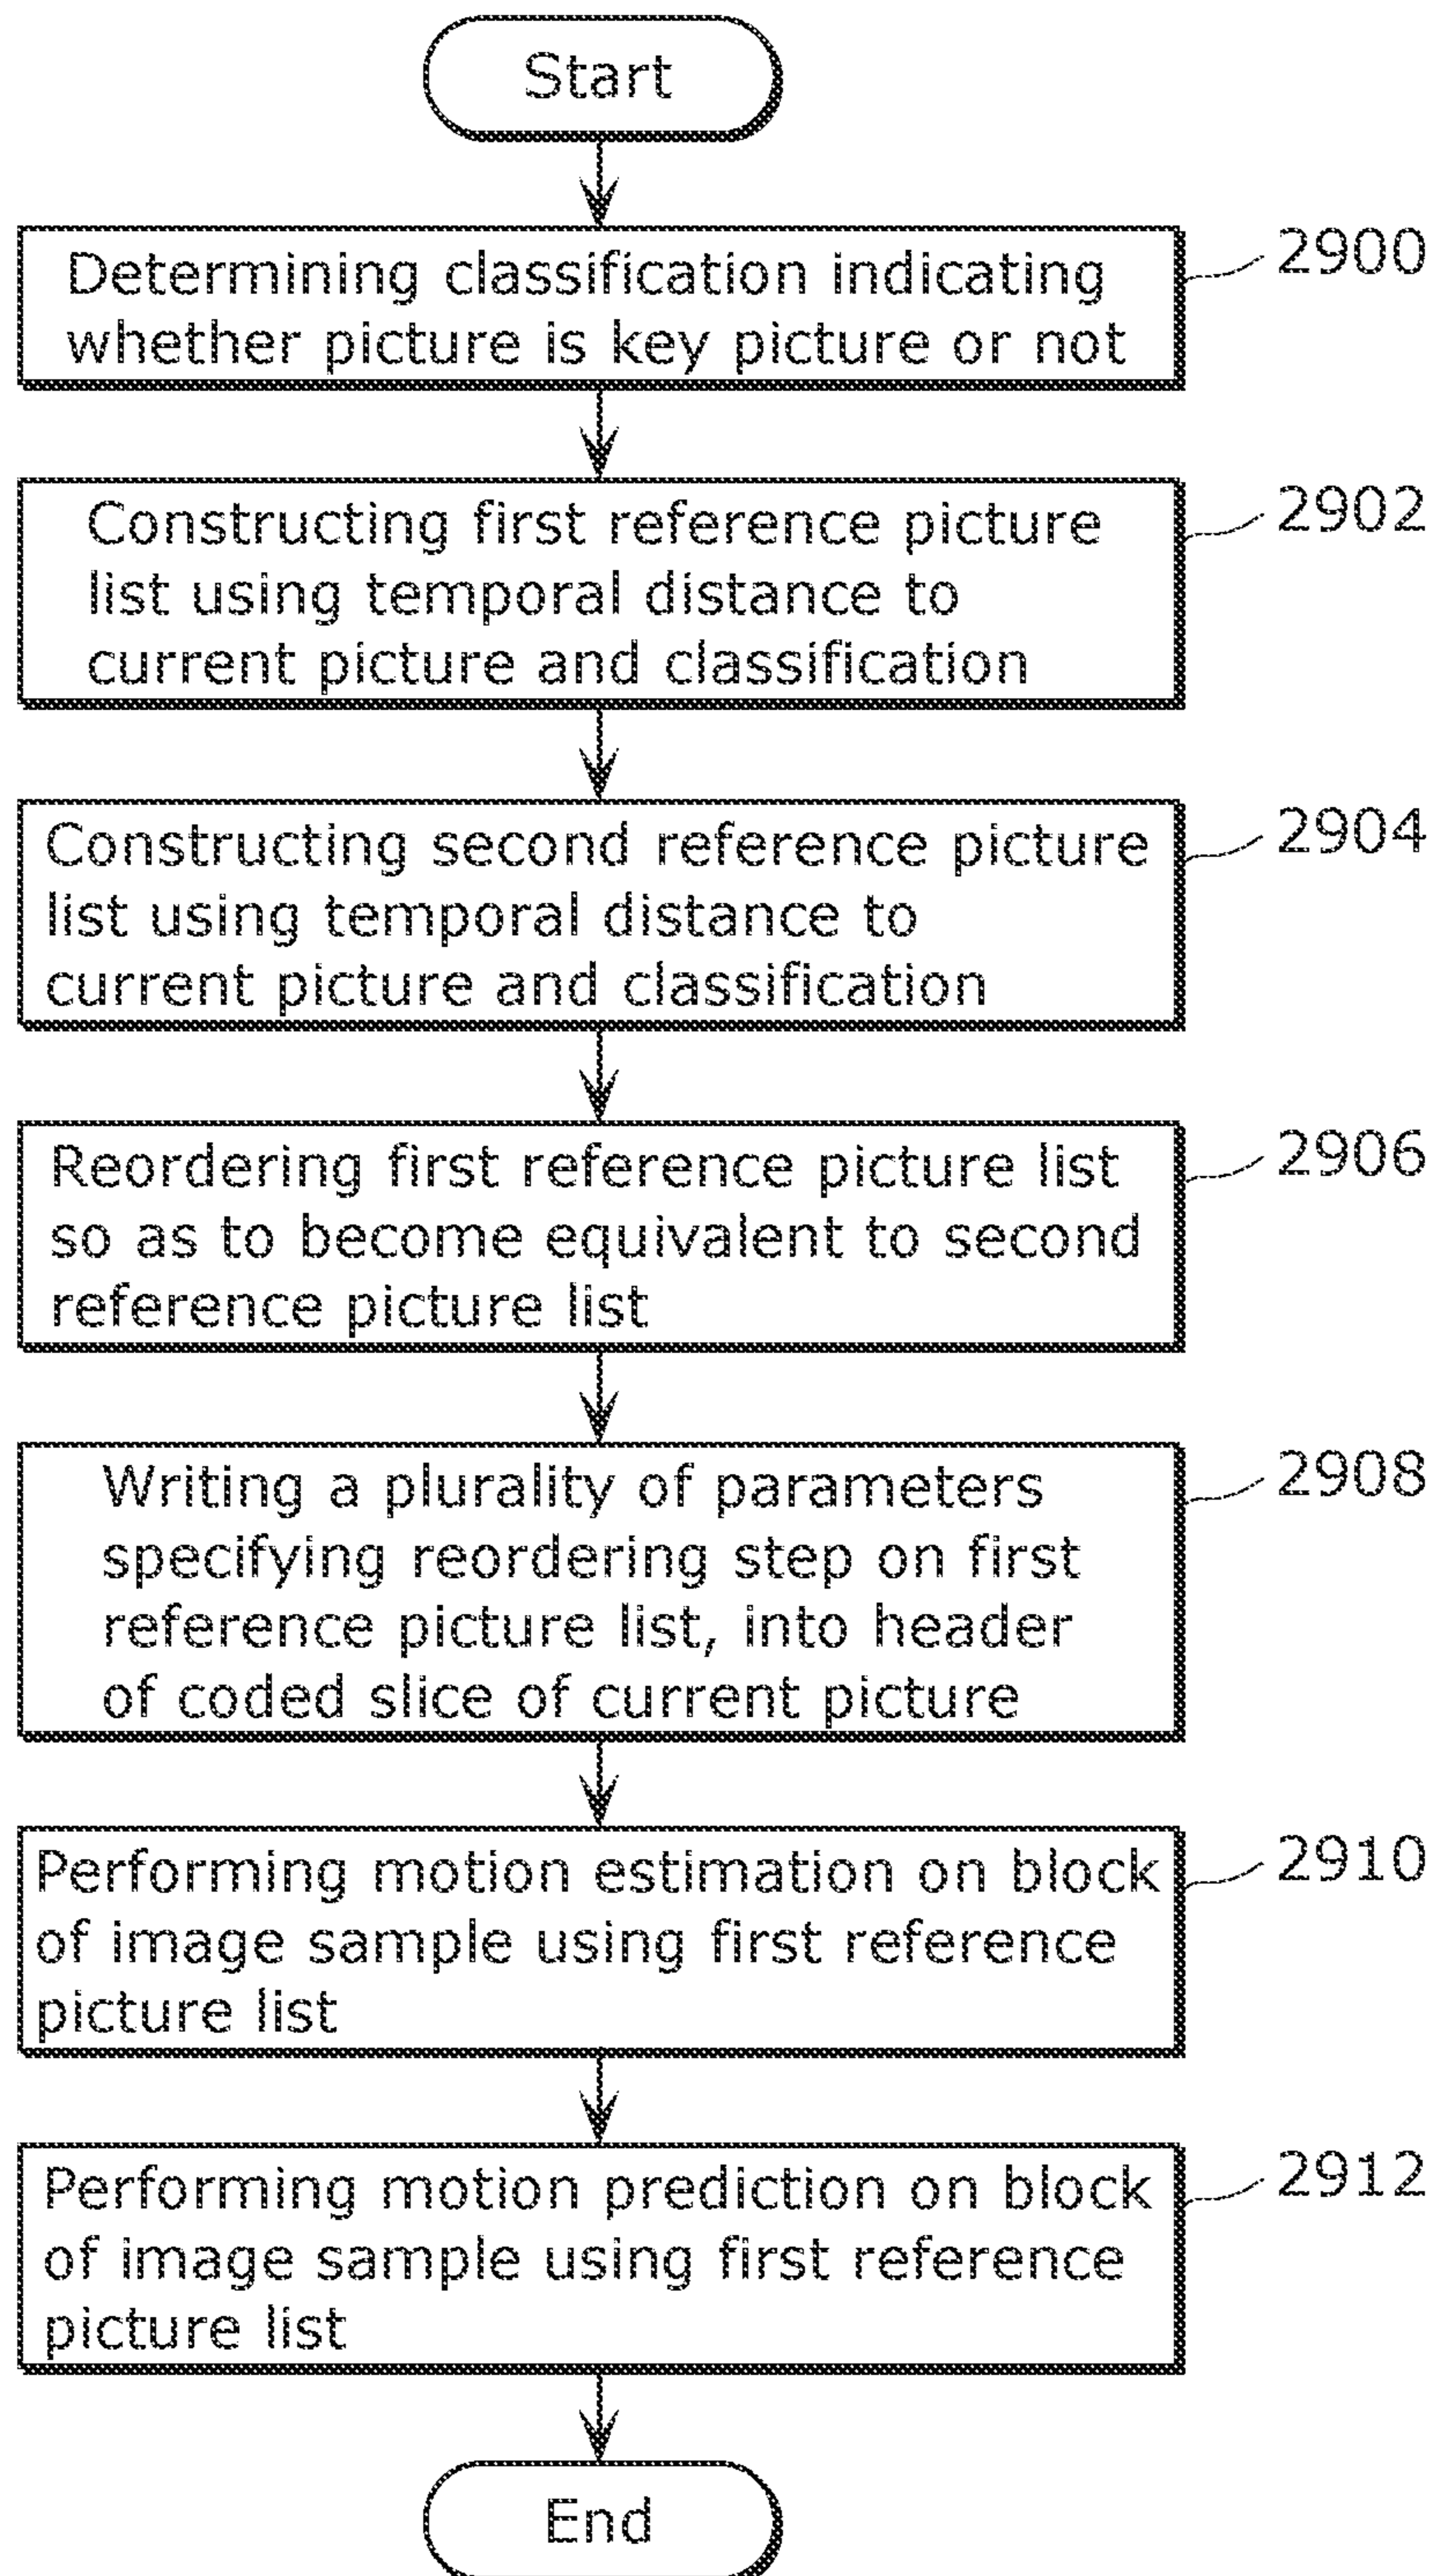 Start
Determining classification indicating
whether picture is key picture or not
2900
Constructing first reference picture
list using temporal distance to
current picture and classification
2902
Constructing second reference picture
list using temporal distance to
current picture and classification
2904
Reordering first reference picture list
so as to become equivalent to second
reference picture list
2906
Writing a plurality of parameters
specifying reordering step on first
reference picture list, into header
of coded slice of current picture
2908
Performing motion estimation on block
of image sample using first reference
picture list
2910
Performing motion prediction on block
of image sample using first reference
picture list
2912
End